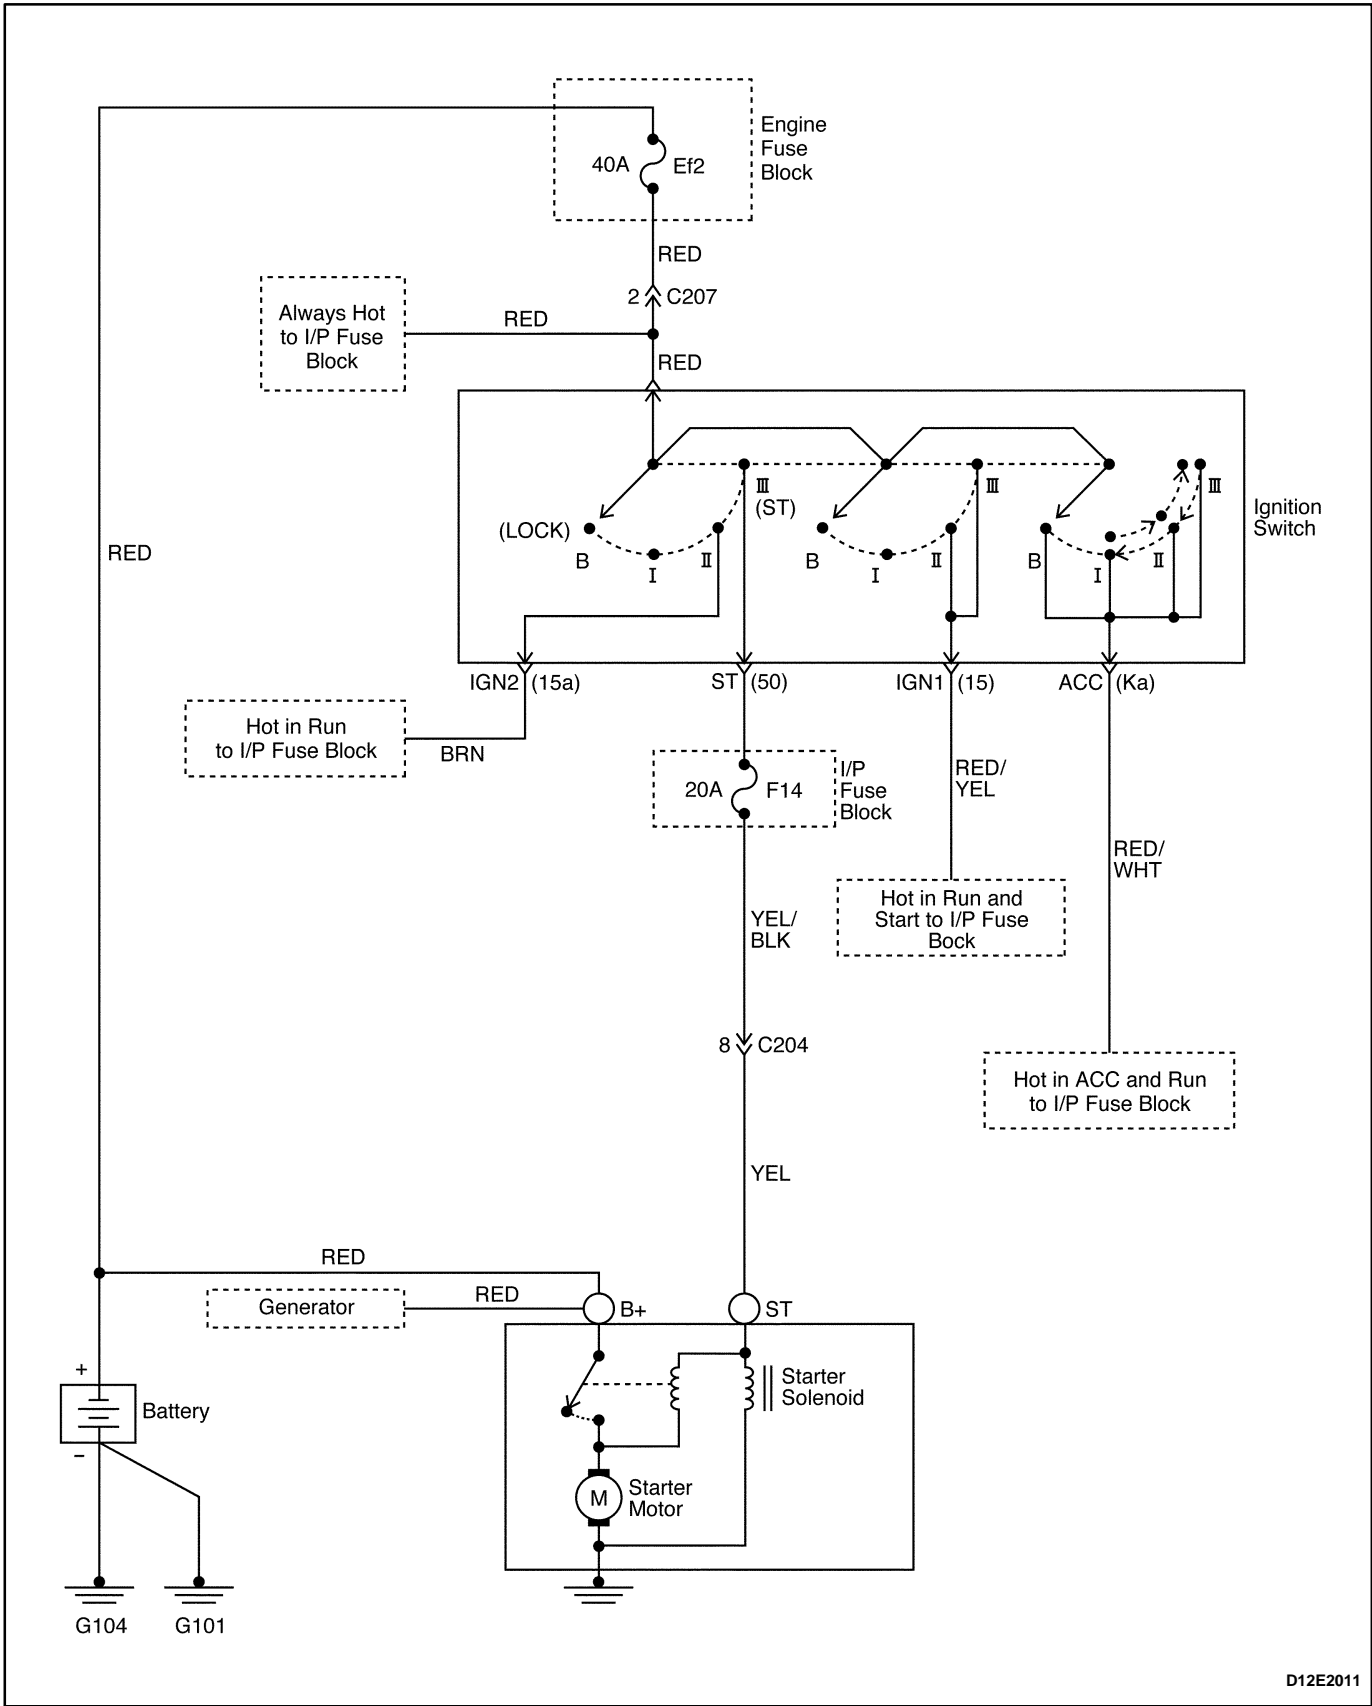 Engine
Fuse
Block
40A
Ef2
RED
2
C207
Always Hot
to I/P Fuse
Block
RED
RED
III
(ST)
III
III
Ignition
Switch
(LOCK)
B
I
II
B
I
II
B
I
II
RED
IGN2 (15a)
ST (50)
IGN1 (15)
ACC (Ka)
Hot in Run
to I/P Fuse Block
BRN
20A
F14
I/P
Fuse
Block
RED/
YEL
RED/
WHT
Hot in Run and
Start to I/P Fuse
Bock
YEL/
BLK
8
C204
Hot in ACC and Run
to I/P Fuse Block
YEL
RED
Generator
RED
B+
ST
+
Battery
–
Starter
Solenoid
M
Starter
Motor
G104
G101
D12E2011